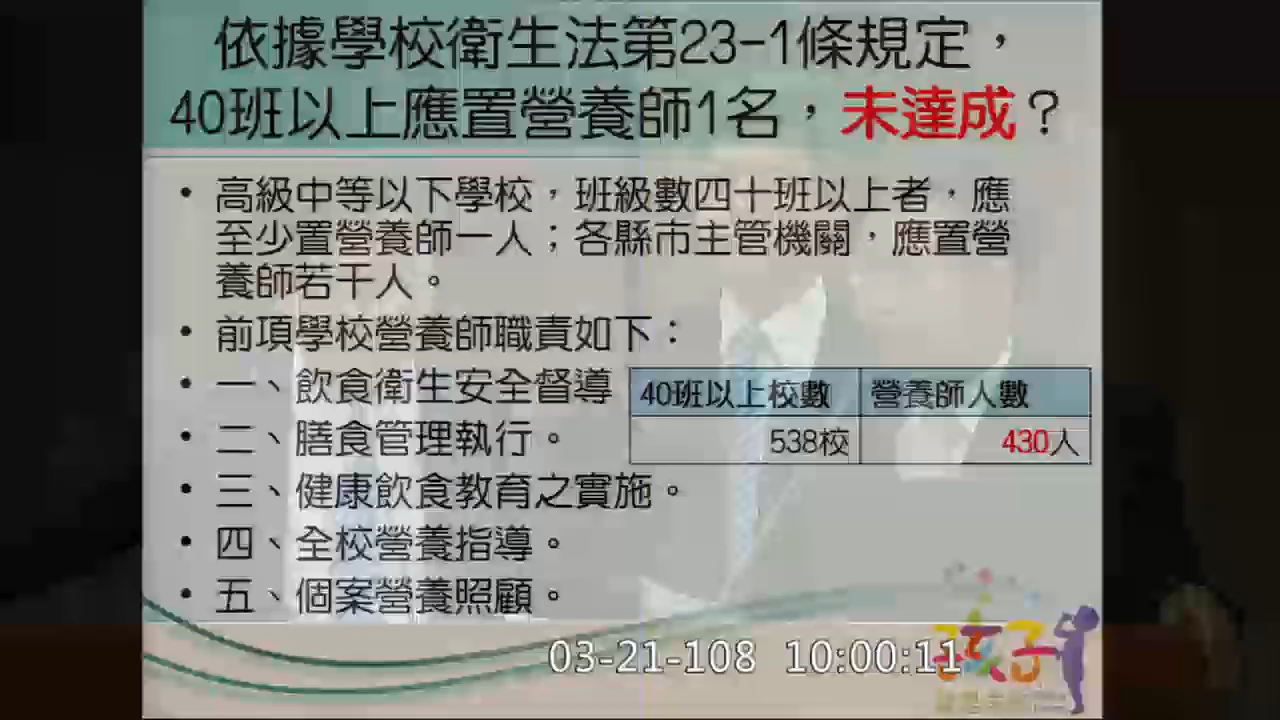 依據學校衛生法第23-1條規定，
40班以上應置營養師1名，未達成？
• 高級中等以下學校，班級數四十班以上者，應
至少置營養師一人；各縣市主管機關，應置營
養師若干人。
• 前項學校營養師職責如下：
• 一、飲食衛生安全督導
• 二、膳食管理執行。
• 三、健康飲食教育之實施。
• 四、全校營養指導。
• 五、個案營養照顧。
40班以上校數 營養師人數
538校 430人
03-21-108 10:00:11
孩子